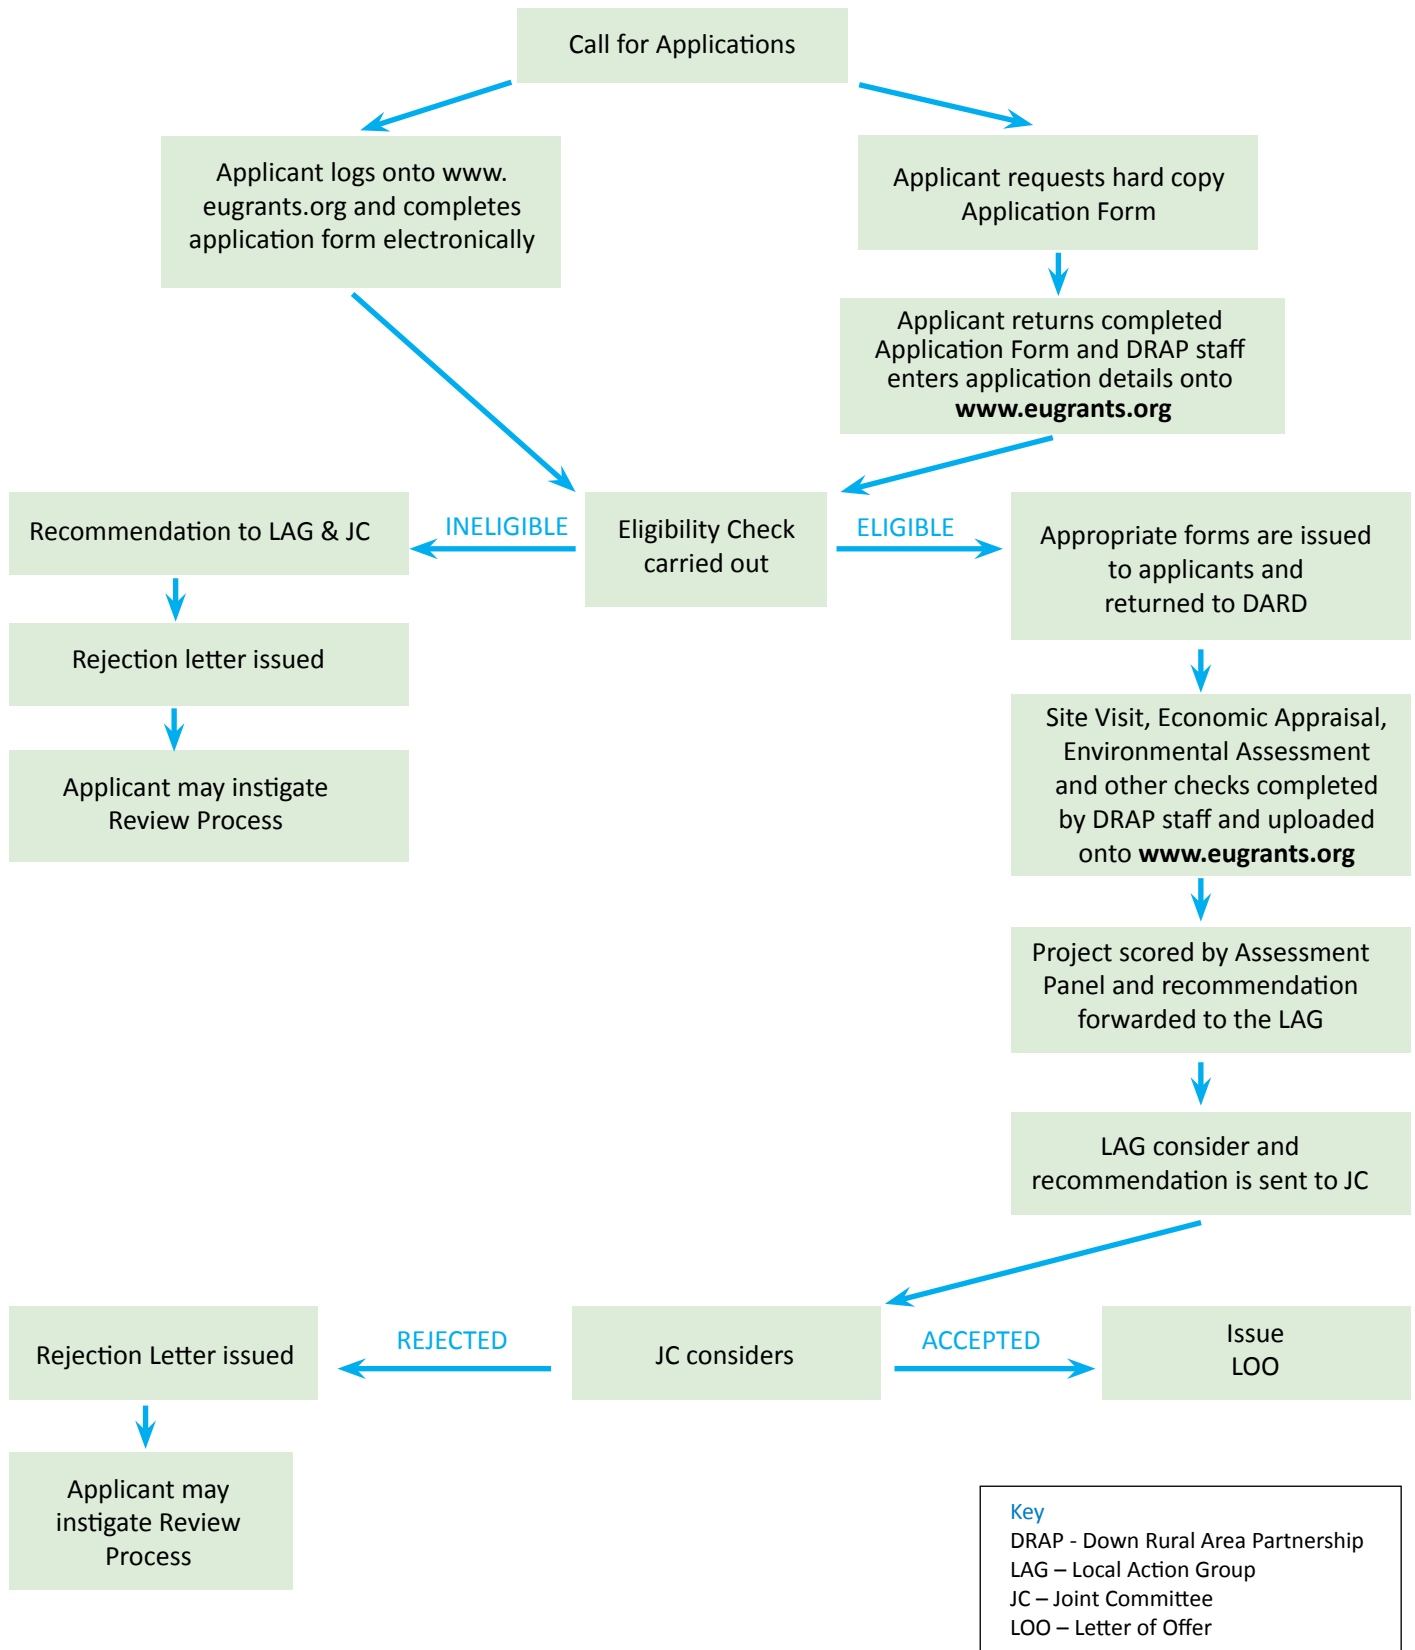 Call for Applications
Applicant logs onto www.
eugrants.org and completes
application form electronically
Applicant requests hard copy
Application Form
Applicant returns completed
Application Form and DRAP staff
enters application details onto
www.eugrants.org
Recommendation to LAG & JC
INELIGIBLE
Eligibility Check
carried out
ELIGIBLE
Appropriate forms are issued
to applicants and
returned to DARD
Rejection letter issued
Applicant may instigate
Review Process
Site Visit, Economic Appraisal,
Environmental Assessment
and other checks completed
by DRAP staff and uploaded
onto www.eugrants.org
Project scored by Assessment
Panel and recommendation
forwarded to the LAG
LAG consider and
recommendation is sent to JC
Rejection Letter issued
REJECTED
JC considers
ACCEPTED
Issue
LOO
Applicant may
instigate Review
Process
Key
DRAP - Down Rural Area Partnership
LAG – Local Action Group
JC – Joint Committee
LOO – Letter of Offer